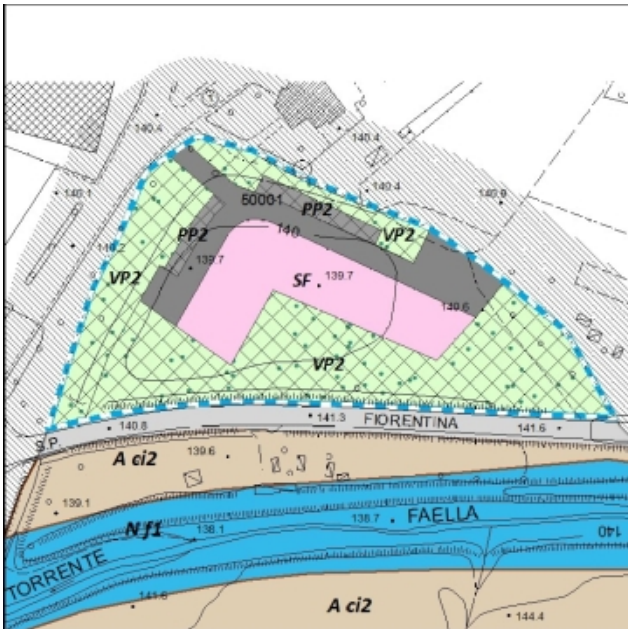 1
140.4
140.4
140.1
140.4
140.9
50001
PP2
140
PP2
VP2
140.2
139.7
VP2
SF
139.7
140.6
VP2
141.3
FIORENTINA
140.8
141.6
S.P.
A ci2
139.6
139.1
N f1
138.1
138.7
FAELLA
140
TORRENTE
141.6
A ci2
144.4